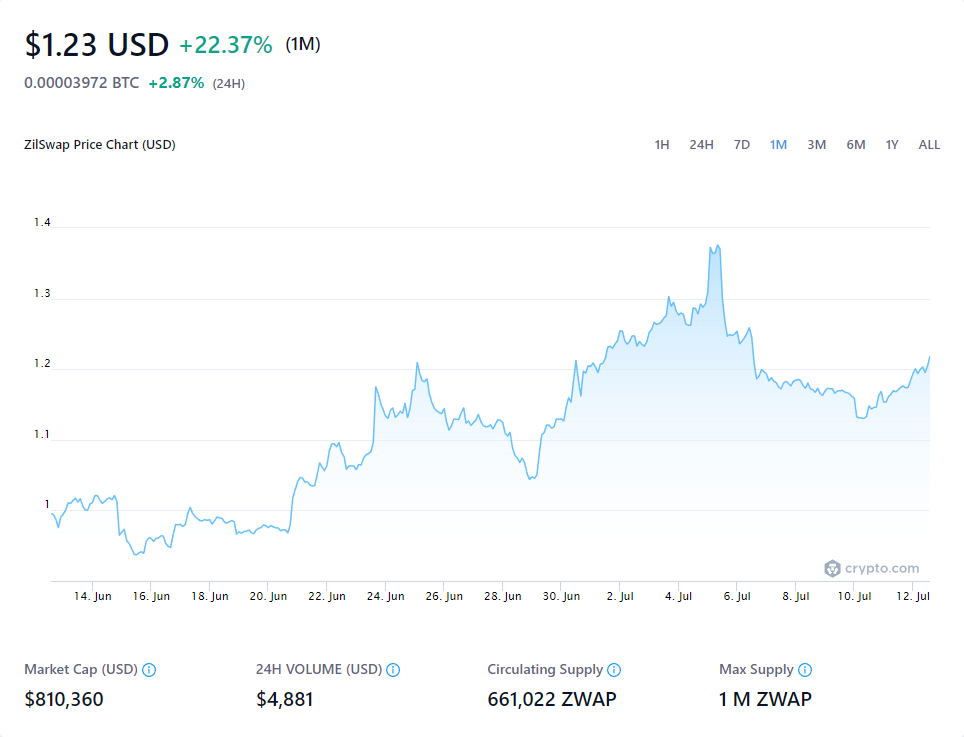 $1.23 USD +22.37% (1M)
0.00003972 BTC +2.87% (24H)
ZilSwap Price Chart (USD) 1H 24H 7D 1M 3M 6M 1Y ALL
1.4
1.3
1.2
1.1
1
crypto.com
14. Jun 16. Jun 18. Jun 20. Jun 22. Jun 24. Jun 26. Jun 28. Jun 30. Jun 2. Jul 4. Jul 6. Jul 8. Jul 10. Jul 12. Jul
Market Cap (USD) 24H VOLUME (USD) Circulating Supply Max Supply
$810,360 $4,881 661,022 ZWAP 1 M ZWAP